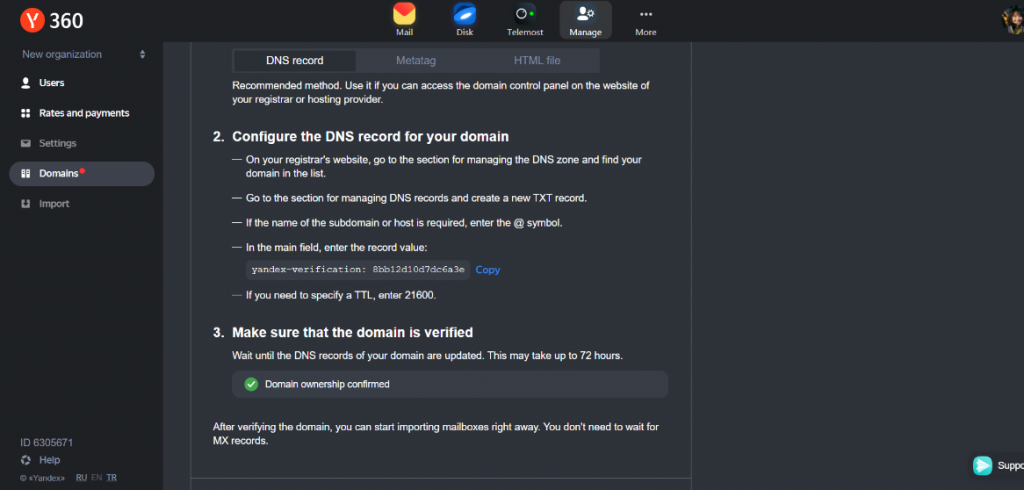 Y 360
Mail
Disk
Telemost
Manage
More
New organization
Users
Rates and payments
Settings
Domains
Import
DNS record
Metatag
HTML file
Recommended method. Use it if you can access the domain control panel on the website of
your registrar or hosting provider.
2. Configure the DNS record for your domain
— On your registrar's website, go to the section for managing the DNS zone and find your
domain in the list.
— Go to the section for managing DNS records and create a new TXT record.
— If the name of the subdomain or host is required, enter the @ symbol.
— In the main field, enter the record value:
yandex-verification: 8bb12d10d7dc6a3e Copy
— If you need to specify a TTL, enter 21600.
3. Make sure that the domain is verified
Wait until the DNS records of your domain are updated. This may take up to 72 hours.
Domain ownership confirmed
After verifying the domain, you can start importing mailboxes right away. You don't need to wait for
MX records.
ID 6305671
Help
© «Yandex» RU EN TR
Suppo